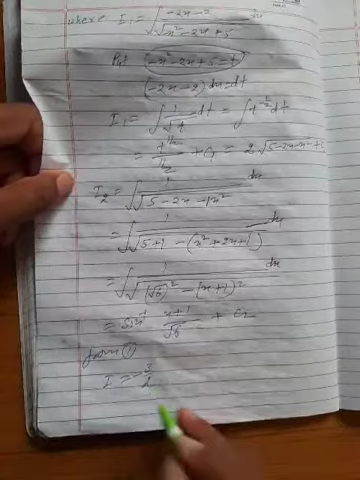 where I₁ = ∫ (-2x-2)/√(-x²-2x+5) dx
Put -x²-2x+5=t
(-2x-2)dx=dt
I₁ = ∫ 1/√t dt = ∫ t^(-1/2) dt
= t^(1/2)/(1/2) + C₁ = 2√(5-2x-x²) +
I₂ = ∫ 1/√(5-2x-x²) dx
= ∫ 1/√(5+1-(x²+2x+1)) dx
= ∫ 1/√((√6)²-(x+1)²) dx
= Sin⁻¹ (x+1)/√6 + C₂
from ①
I = -3/2